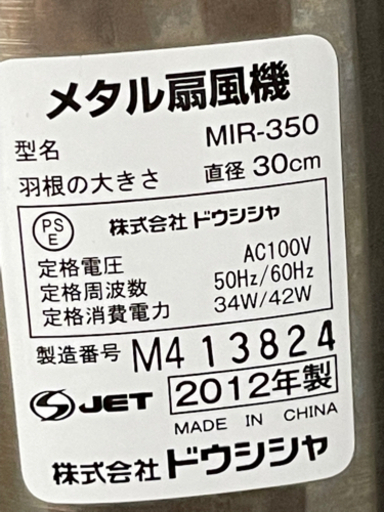 メタル扇風機
型名 MIR-350
羽根の大きさ 直径 30cm
PS
E 株式会社 ドウシシャ
定格電圧 AC100V
定格周波数 50Hz/60Hz
定格消費電力 34W/42W
製造番号 M413824
S JET 2012年製
MADE IN CHINA
株式会社 ドウシシャ